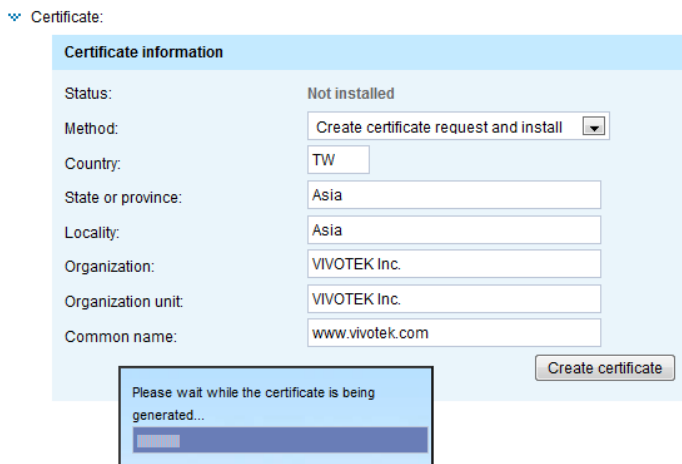 Certificate:
Certificate information
Status: Not installed
Method: Create certificate request and install
Country: TW
State or province: Asia
Locality: Asia
Organization: VIVOTEK Inc.
Organization unit: VIVOTEK Inc.
Common name: www.vivotek.com
Create certificate
Please wait while the certificate is being
generated...